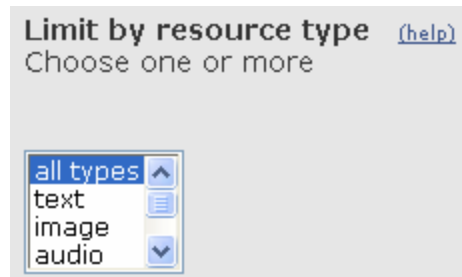 Limit by resource type (help)
Choose one or more
all types
text
image
audio